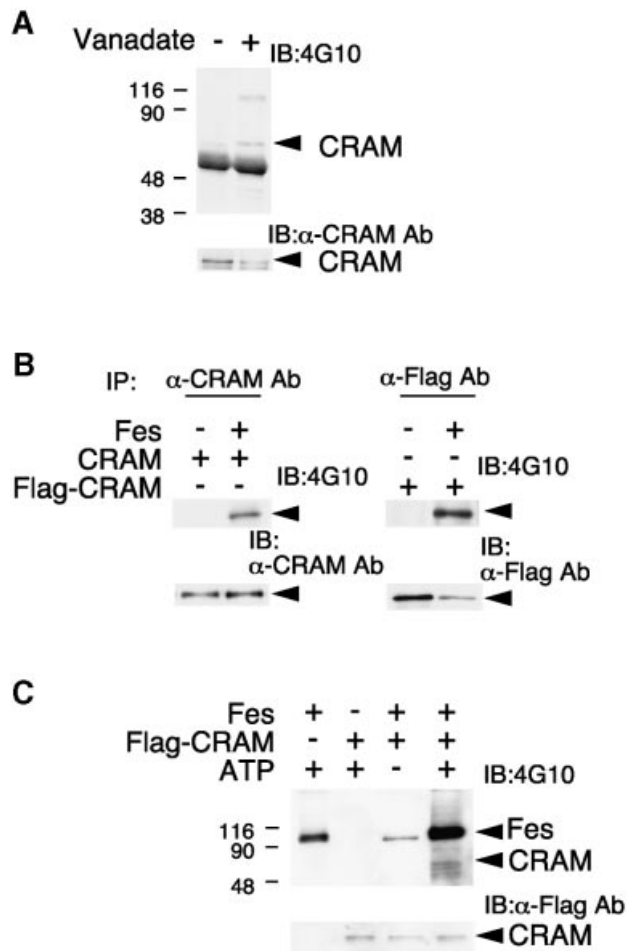 A
Vanadate - +
IB:4G10
116 –
90 –
CRAM
48 –
38 –
IB:α-CRAM Ab
CRAM
B
IP: α-CRAM Ab α-Flag Ab
Fes - + - +
CRAM + + - -
Flag-CRAM - - + +
IB:4G10 IB:4G10
IB: IB:
α-CRAM Ab α-Flag Ab
C
Fes + - + +
Flag-CRAM - + + +
ATP + + - +
IB:4G10
116 – Fes
90 –
CRAM
48 –
IB:α-Flag Ab
CRAM